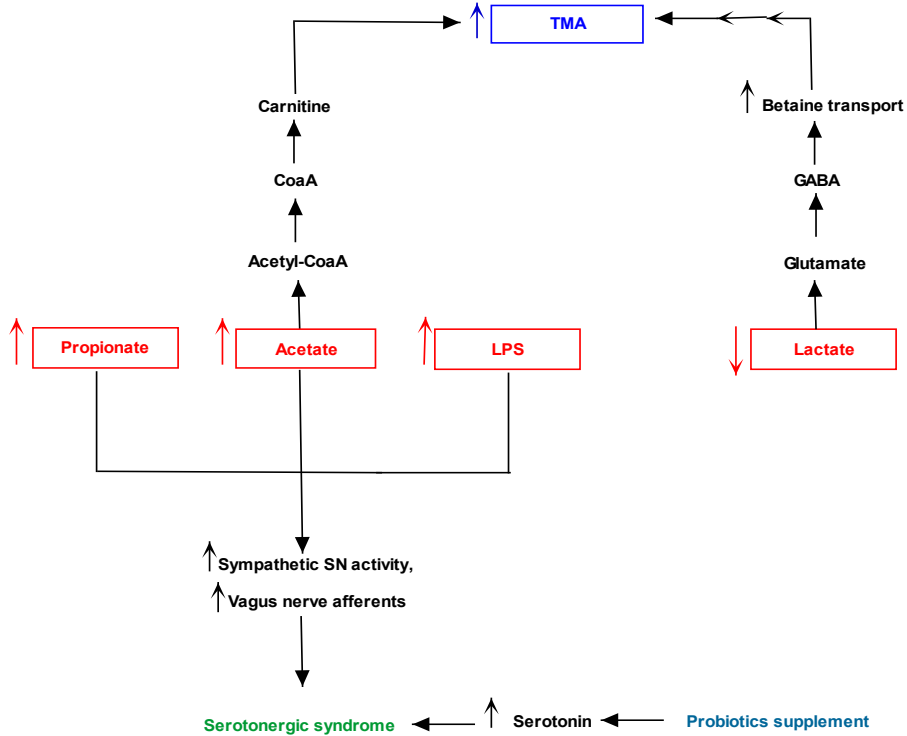 TMA
Carnitine
Betaine transport
CoaA
GABA
Acetyl-CoaA
Glutamate
Propionate
Acetate
LPS
Lactate
Sympathetic SN activity,
Vagus nerve afferents
Serotonergic syndrome
Serotonin
Probiotics supplement